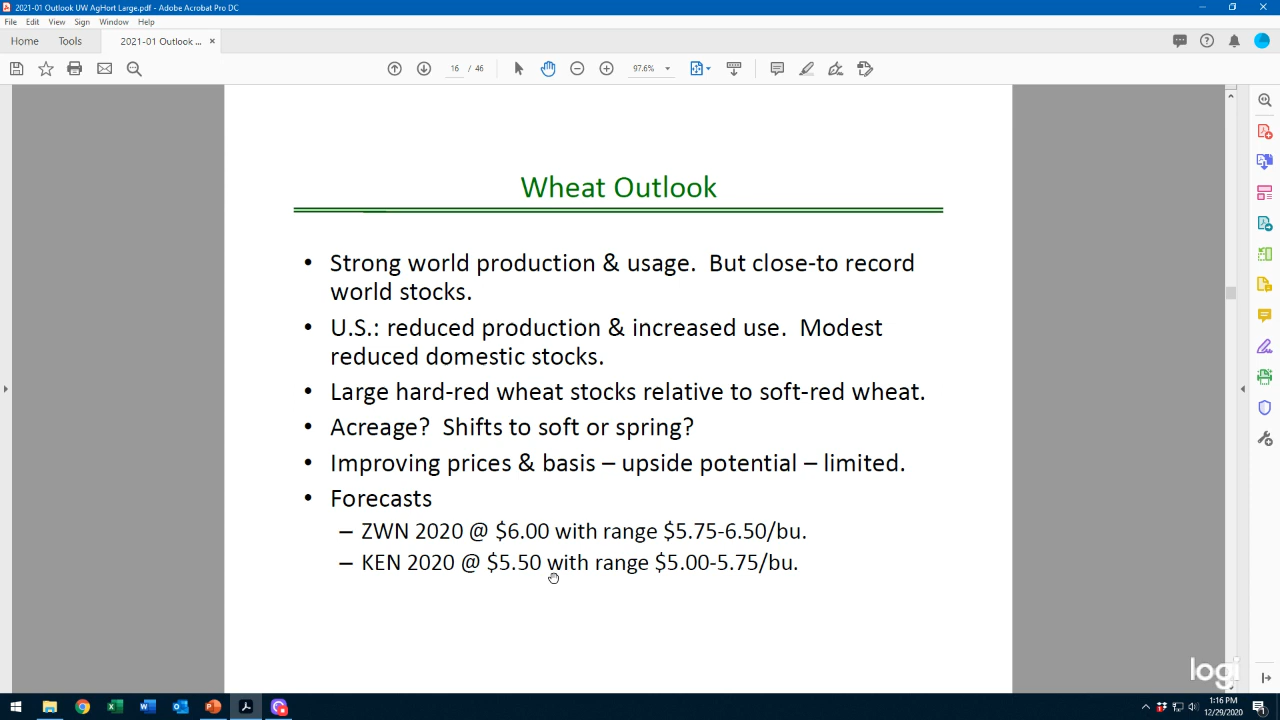 2021-01 Outlook UW AgHort Large.pdf - Adobe Acrobat Pro DC
File Edit View Sign Window Help
Home Tools 2021-01 Outlook ... ×
16 / 46 97.6%
Wheat Outlook
• Strong world production & usage. But close-to record
world stocks.
• U.S.: reduced production & increased use. Modest
reduced domestic stocks.
• Large hard-red wheat stocks relative to soft-red wheat.
• Acreage? Shifts to soft or spring?
• Improving prices & basis – upside potential – limited.
• Forecasts
– ZWN 2020 @ $6.00 with range $5.75-6.50/bu.
– KEN 2020 @ $5.50 with range $5.00-5.75/bu.
logi
1:16 PM
12/29/2020